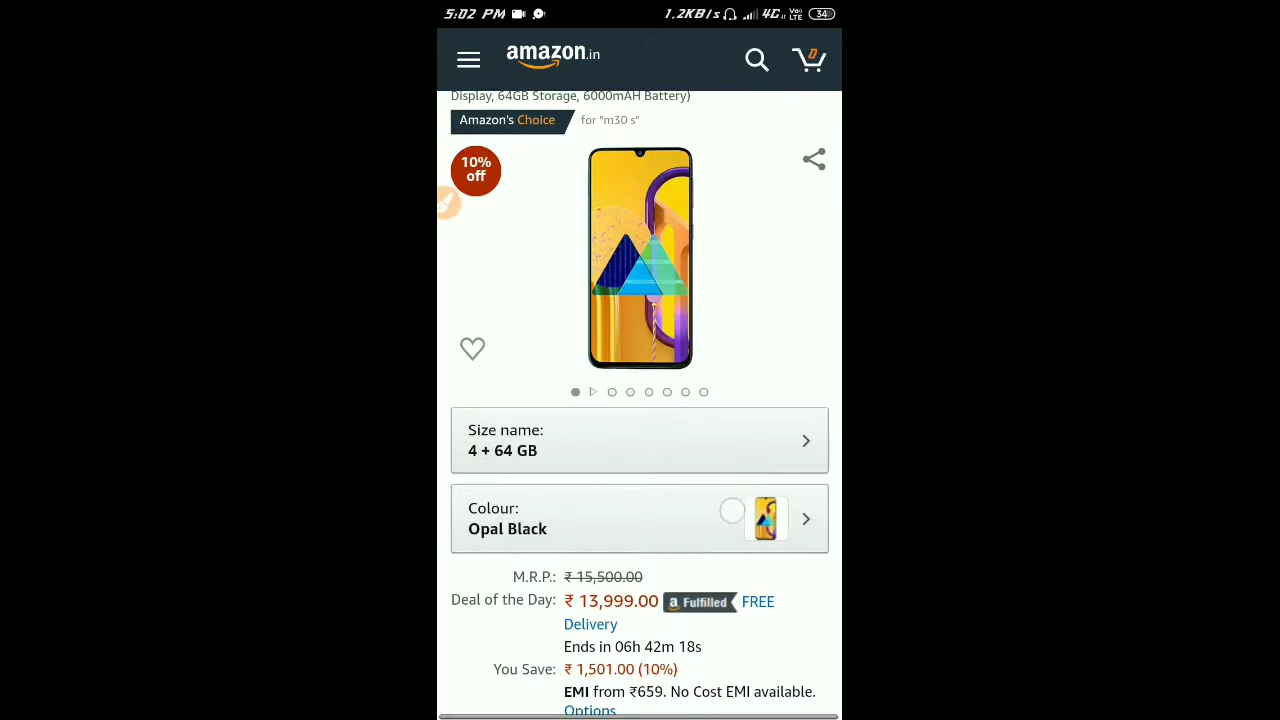 5:02 PM 1.2KB/s 4G Vo LTE 34
amazon.in 0
Display, 64GB Storage, 6000mAH Battery)
Amazon's Choice for "m30 s"
10%
off
Size name:
4 + 64 GB
Colour:
Opal Black
M.R.P.: ₹ 15,500.00
Deal of the Day: ₹ 13,999.00 a Fulfilled FREE
Delivery
Ends in 06h 42m 18s
You Save: ₹ 1,501.00 (10%)
EMI from ₹659. No Cost EMI available.
Options